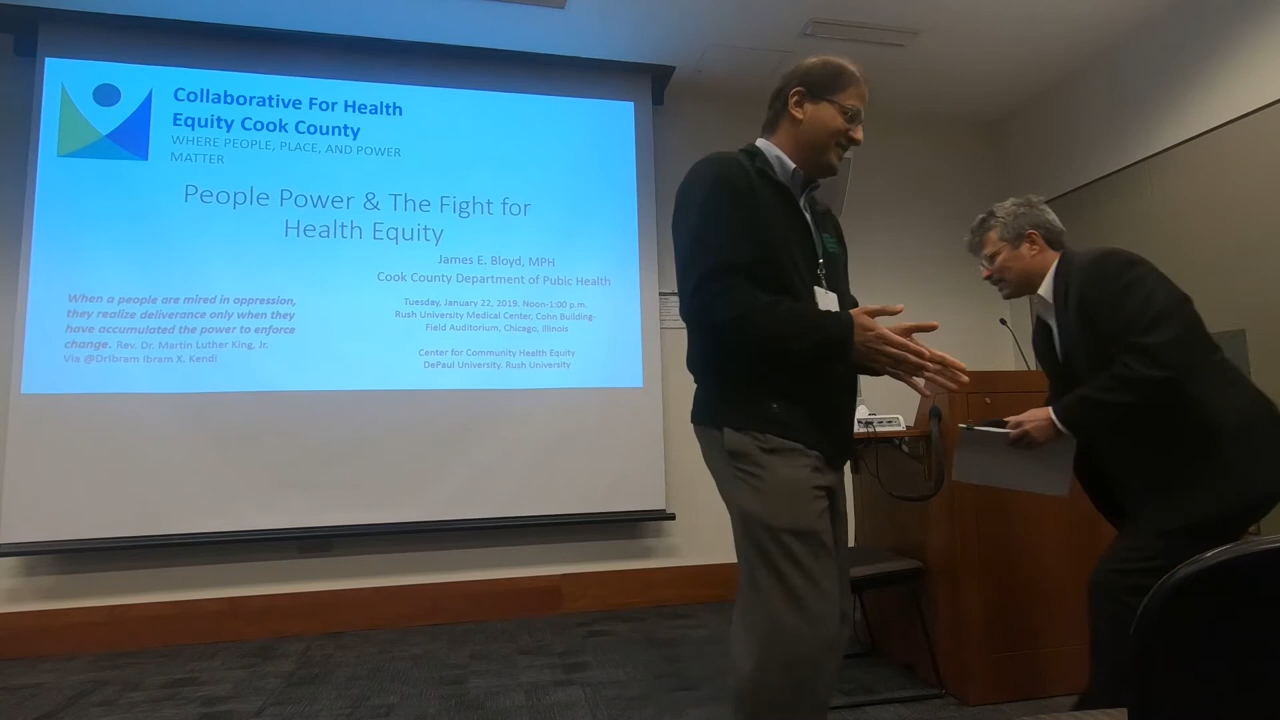 Collaborative For Health
Equity Cook County
WHERE PEOPLE, PLACE, AND POWER
MATTER
People Power & The Fight for
Health Equity
James E. Bloyd, MPH
Cook County Department of Pubic Health
When a people are mired in oppression,
they realize deliverance only when they
have accumulated the power to enforce
change. Rev. Dr. Martin Luther King, Jr.
Via @DrIbram Ibram X. Kendi
Tuesday, January 22, 2019. Noon-1:00 p.m.
Rush University Medical Center, Cohn Building-
Field Auditorium, Chicago, Illinois
Center for Community Health Equity
DePaul University. Rush University